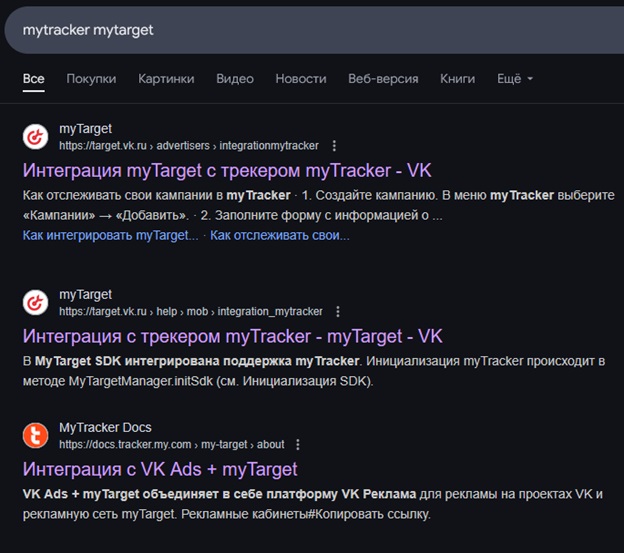 mytracker mytarget
Все Покупки Картинки Видео Новости Веб-версия Книги Ещё
myTarget
https://target.vk.ru › advertisers › integrationmytracker
Интеграция myTarget с трекером myTracker - VK
Как отслеживать свои кампании в myTracker · 1. Создайте кампанию. В меню myTracker выберите
«Кампании» → «Добавить». · 2. Заполните форму с информацией о ...
Как интегрировать myTarget... · Как отслеживать свои...
myTarget
https://target.vk.ru › help › mob › integration_mytracker
Интеграция с трекером myTracker - myTarget - VK
В MyTarget SDK интегрирована поддержка myTracker. Инициализация myTracker происходит в
методе MyTargetManager.initSdk (см. Инициализация SDK).
MyTracker Docs
https://docs.tracker.my.com › my-target › about
Интеграция с VK Ads + myTarget
VK Ads + myTarget объединяет в себе платформу VK Реклама для рекламы на проектах VK и
рекламную сеть myTarget. Рекламные кабинеты#Копировать ссылку.